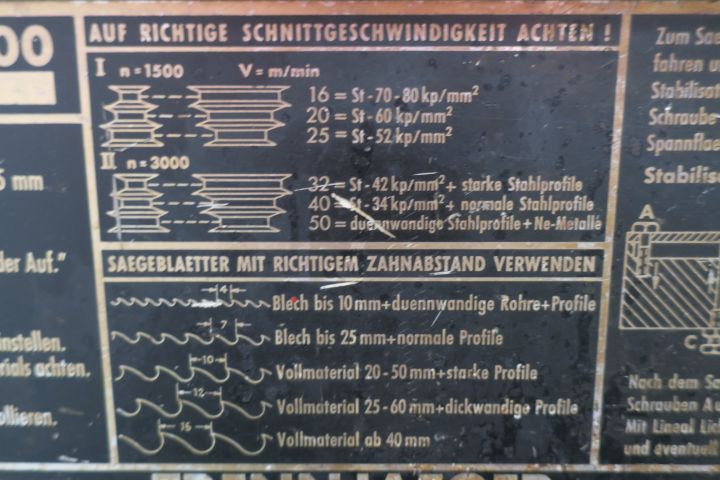 00
5 mm
der Auf."
instellen.
rials achten.
ollieren.
AUF RICHTIGE SCHNITTGESCHWINDIGKEIT ACHTEN !
I n = 1500 V = m/min
16 = St - 70 - 80 kp/mm²
20 = St - 60 kp/mm²
25 = St - 52 kp/mm²
II n = 3000
32 = St - 42 kp/mm² + starke Stahlprofile
40 = St - 34 kp/mm² + normale Stahlprofile
50 = duennwandige Stahlprofile + Ne-Metalle
SAEGEBLAETTER MIT RICHTIGEM ZAHNABSTAND VERWENDEN
4 Blech bis 10 mm + duennwandige Rohre + Profile
7 Blech bis 25 mm + normale Profile
10 Vollmaterial 20 - 50 mm + starke Profile
12 Vollmaterial 25 - 60 mm + dickwandige Profile
16 Vollmaterial ab 40 mm
Zum Sae
fahren u
Stabilisat
Schraube
Spannflae
Stabilis
A
C
Nach dem Sa
Schrauben A
Mit Lineal Lic
und eventuel